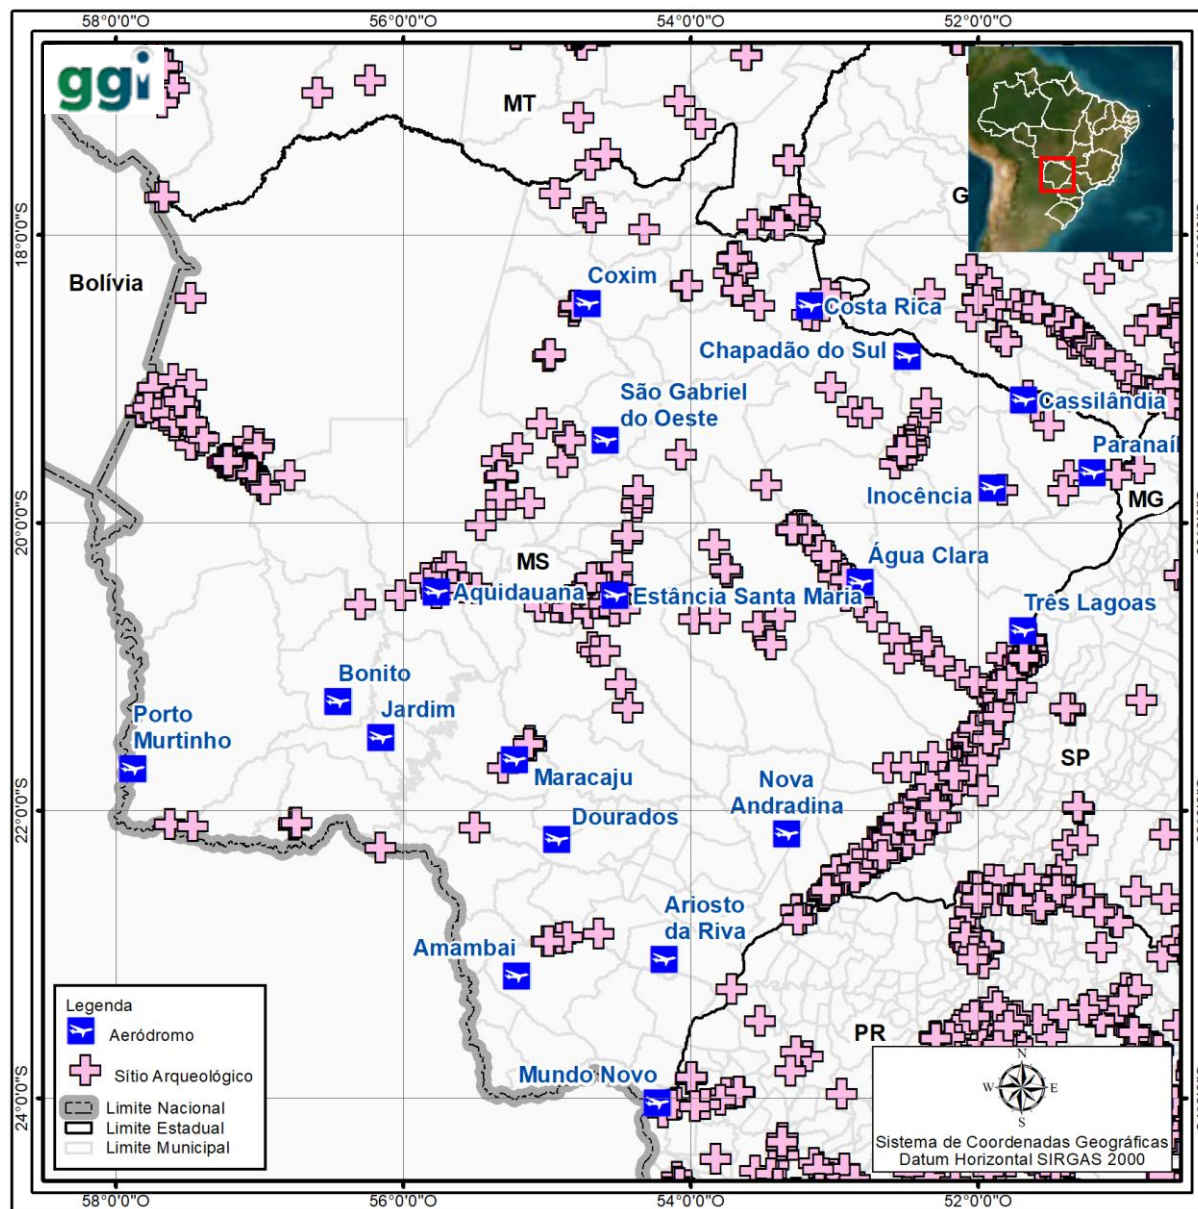 58°0'0"O
56°0'0"O
54°0'0"O
52°0'0"O
ggi
MT
G
18°0'0"S
Bolívia
Coxim
Costa Rica
Chapadão do Sul
São Gabriel
do Oeste
Cassilândia
Paranaíb
Inocência
MG
20°0'0"S
MS
Água Clara
Aquidauana
Estância Santa Maria
Três Lagoas
Bonito
Jardim
Porto
Murtinho
Maracaju
SP
Nova
Andradina
22°0'0"S
Dourados
Ariosto
da Riva
Amambai
PR
Mundo Novo
24°0'0"S
Legenda
Aeródromo
Sítio Arqueológico
Limite Nacional
Limite Estadual
Limite Municipal
N
W
E
S
Sistema de Coordenadas Geográficas
Datum Horizontal SIRGAS 2000
58°0'0"O
56°0'0"O
54°0'0"O
52°0'0"O